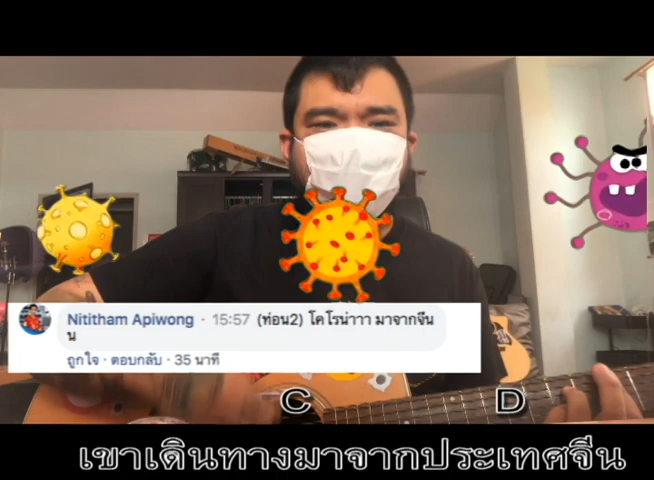 Nititham Apiwong · 15:57 (ท่อน2) โคโรน่าาา มาจากจีน
น
ถูกใจ · ตอบกลับ · 35 นาที
C D
เขาเดินทางมาจากประเทศจีน